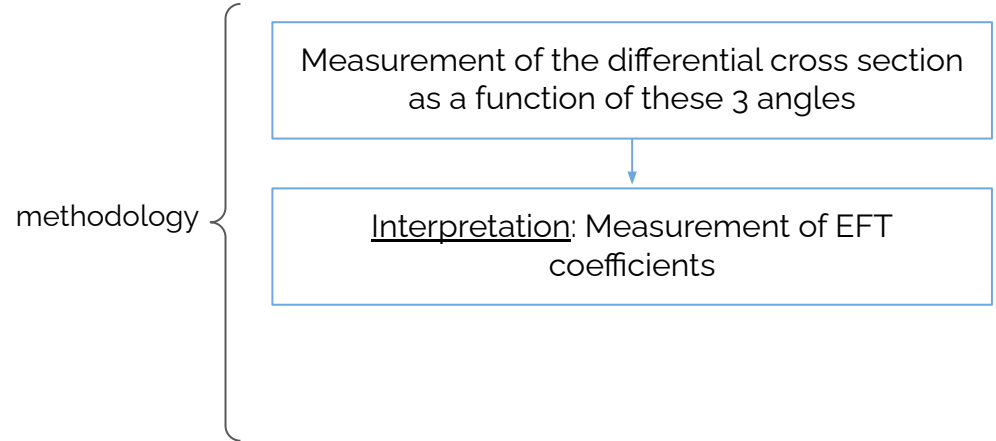 Measurement of the differential cross section
as a function of these 3 angles
methodology
Interpretation: Measurement of EFT
coefficients